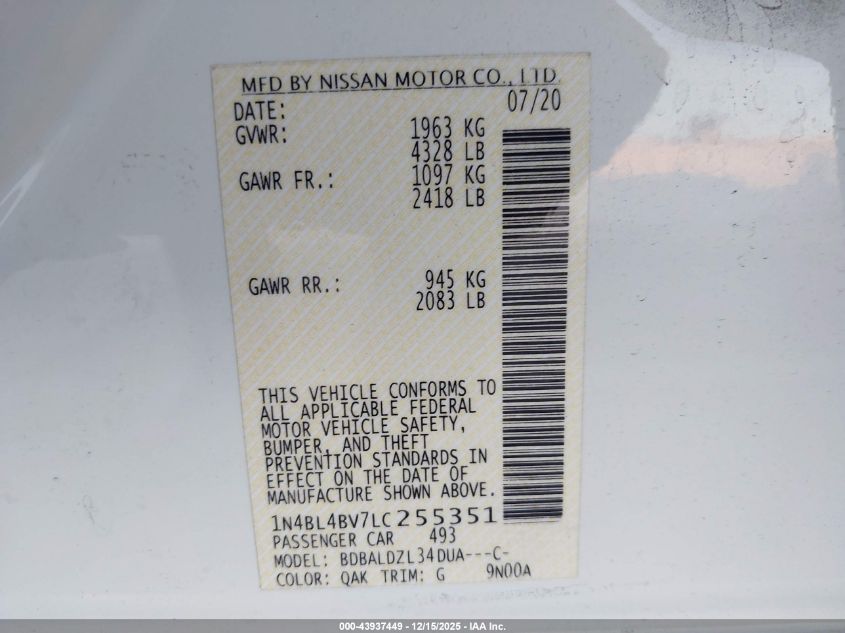 MFD BY NISSAN MOTOR CO., LTD.
DATE: 07/20
GVWR: 1963 KG
4328 LB
GAWR FR.: 1097 KG
2418 LB
GAWR RR.: 945 KG
2083 LB
THIS VEHICLE CONFORMS TO
ALL APPLICABLE FEDERAL
MOTOR VEHICLE SAFETY,
BUMPER, AND THEFT
PREVENTION STANDARDS IN
EFFECT ON THE DATE OF
MANUFACTURE SHOWN ABOVE.
1N4BL4BV7LC255351
PASSENGER CAR 493
MODEL: BDBALDZL34DUA---C-
COLOR: QAK TRIM: G 9N00A
000-43937449 - 12/15/2025 - IAA Inc.